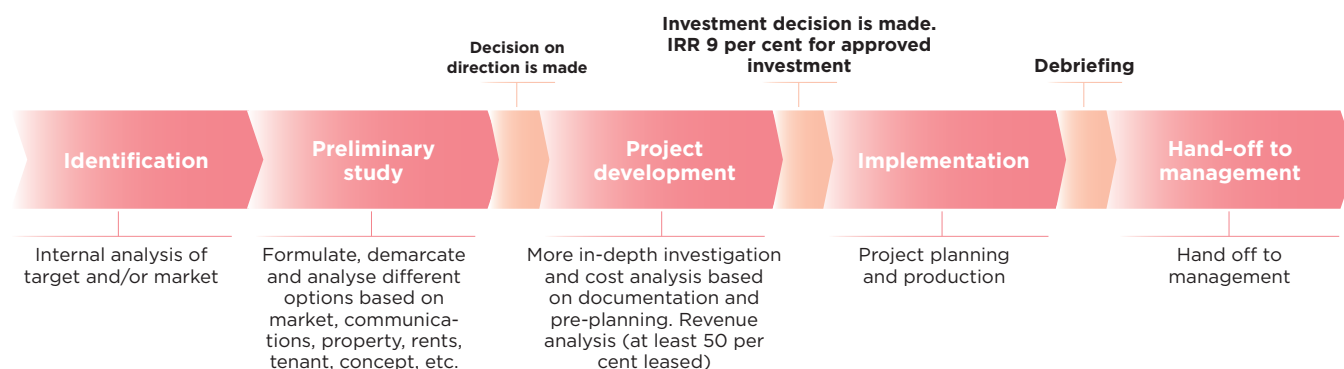 Decision on
direction is made
Investment decision is made.
IRR 9 per cent for approved
investment
Debriefing
Identification
Preliminary
study
Project
development
Implementation
Hand-off to
management
Internal analysis of
target and/or market
Formulate, demarcate
and analyse different
options based on
market, communica-
tions, property, rents,
tenant, concept, etc.
More in-depth investigation
and cost analysis based
on documentation and
pre-planning. Revenue
analysis (at least 50 per
cent leased)
Project planning
and production
Hand off to
management